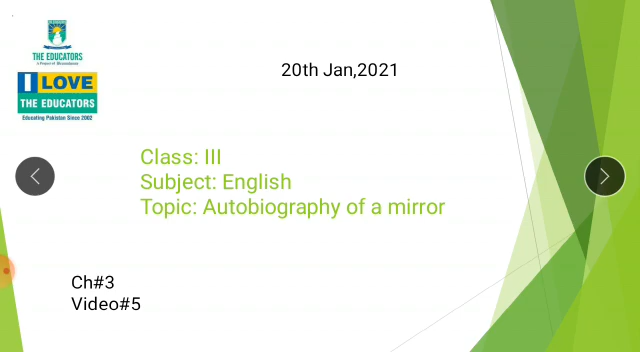 THE EDUCATORS
I LOVE
THE EDUCATORS
Educating Pakistan Since 2002
20th Jan,2021
Class: III
Subject: English
Topic: Autobiography of a mirror
Ch#3
Video#5